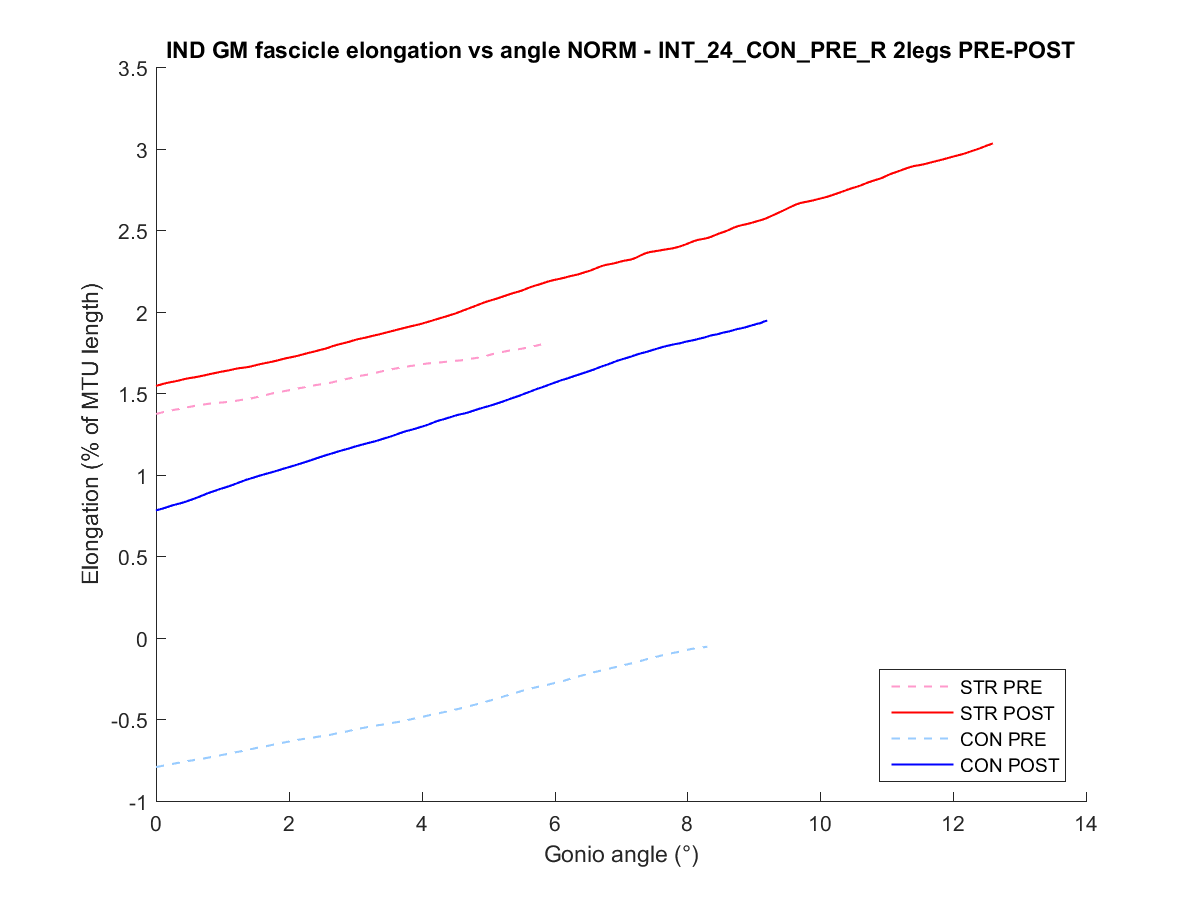 IND GM fascicle elongation vs angle NORM - INT_24_CON_PRE_R 2legs PRE-POST
3.5
3
2.5
2
1.5
1
0.5
0
-0.5
-1
Elongation (% of MTU length)
0 2 4 6 8 10 12 14
Gonio angle (°)
STR PRE
STR POST
CON PRE
CON POST